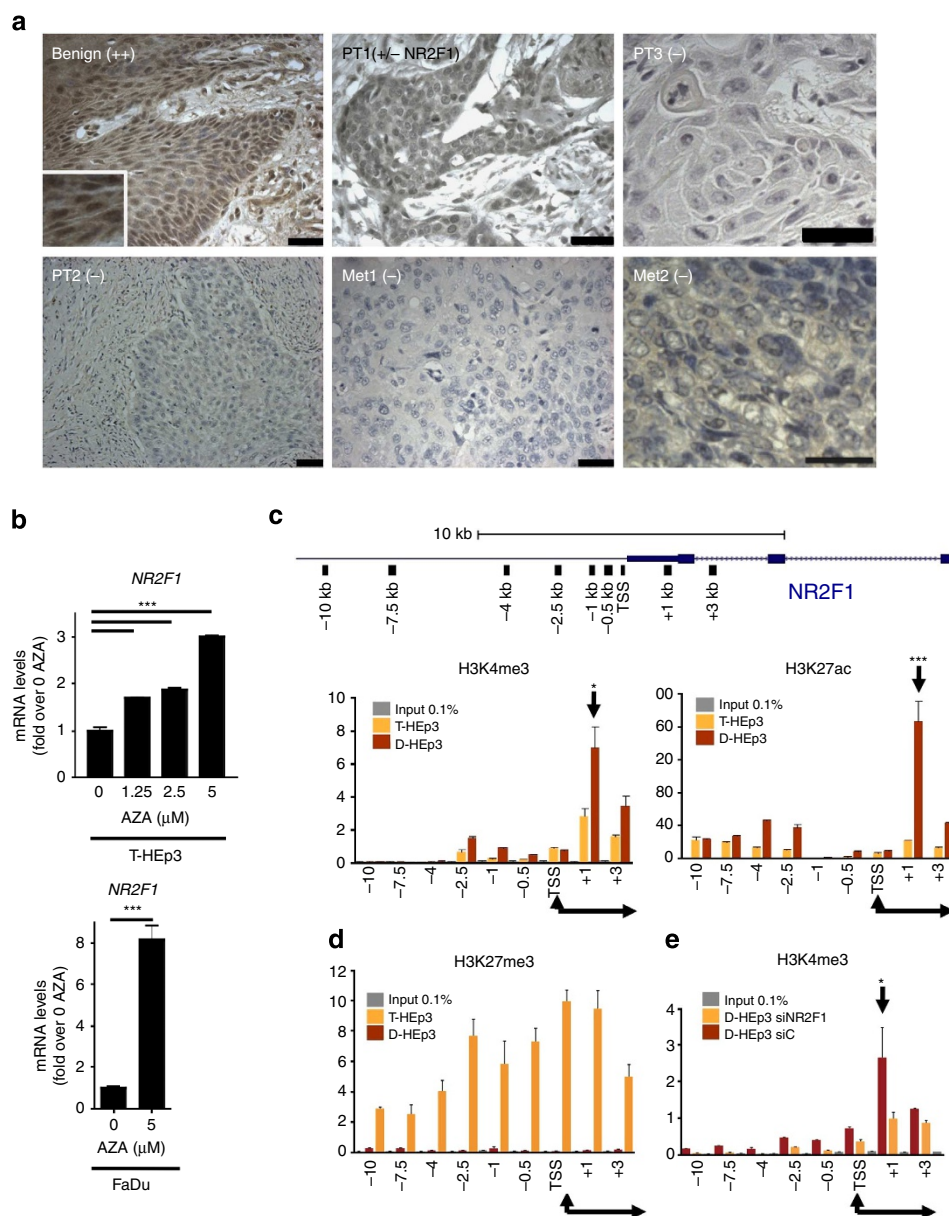 a
Benign (++)
PT1(+/− NR2F1)
PT3 (−)
PT2 (−)
Met1 (−)
Met2 (−)
b
NR2F1
***
mRNA levels
(fold over 0 AZA)
3
2
1
0
0 1.25 2.5 5
AZA (μM)
T-HEp3
NR2F1
***
mRNA levels
(fold over 0 AZA)
8
6
4
2
0
0 5
AZA (μM)
FaDu
c
10 kb
−10 kb
−7.5 kb
−4 kb
−2.5 kb
−1 kb
−0.5 kb
TSS
+1 kb
+3 kb
NR2F1
H3K4me3
10
8
6
4
2
0
Input 0.1%
T-HEp3
D-HEp3
*
−10 −7.5 −4 −2.5 −1 −0.5 TSS +1 +3
H3K27ac
00
20
00
40
0
Input 0.1%
T-HEp3
D-HEp3
***
−10 −7.5 −4 −2.5 −1 −0.5 TSS +1 +3
d
H3K27me3
12
10
8
6
4
2
0
Input 0.1%
T-HEp3
D-HEp3
−10 −7.5 −4 −2.5 −1 −0.5 TSS +1 +3
e
H3K4me3
4
3
2
1
0
Input 0.1%
D-HEp3 siNR2F1
D-HEp3 siC
*
−10 −7.5 −4 −2.5 −0.5 TSS +1 +3